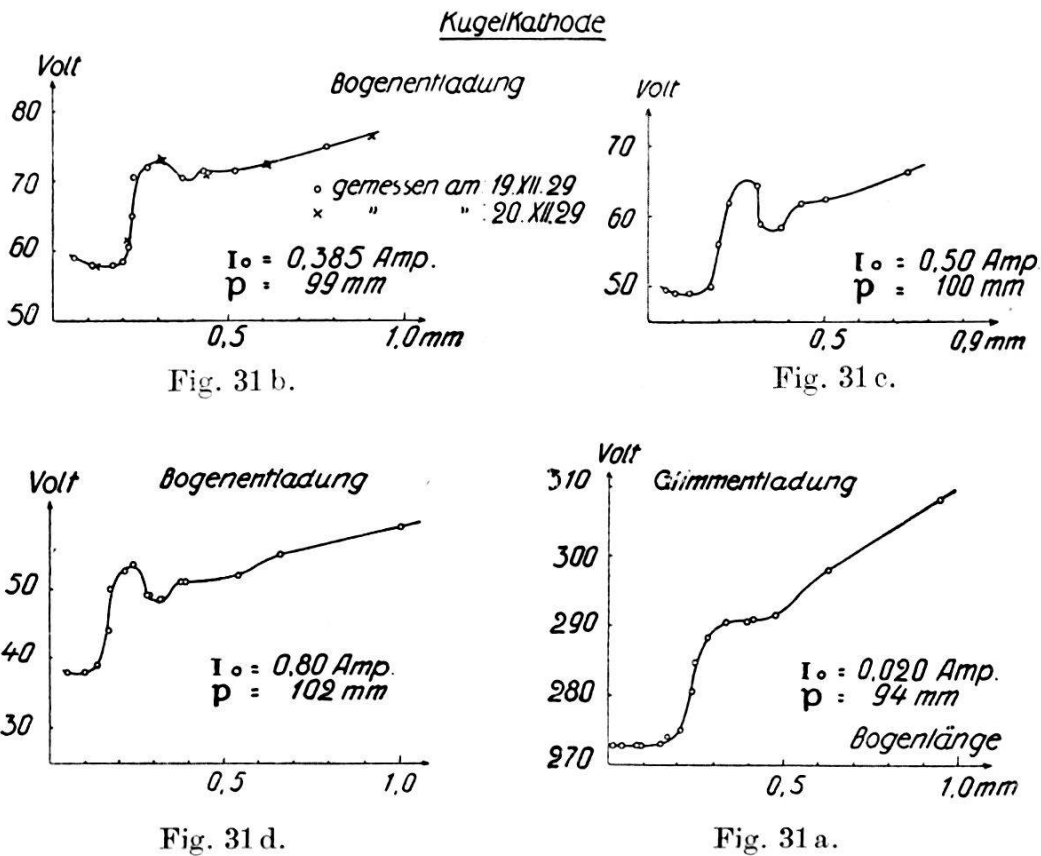 Kugelkathode
Volt
Bogenentladung
80
70
60
50
o gemessen am 19.XII.29
x " " : 20.XII.29
Io = 0,385 Amp.
p = 99 mm
0,5 1,0 mm
Fig. 31 b.
Volt
70
60
50
Io = 0,50 Amp.
p = 100 mm
0,5 0,9 mm
Fig. 31 c.
Volt
Bogenentladung
50
40
30
Io = 0,80 Amp.
p = 102 mm
0,5 1,0
Fig. 31 d.
Volt
310 Glimmentladung
300
290
280
270
Io = 0,020 Amp.
p = 94 mm
Bogenlänge
0,5 1,0 mm
Fig. 31 a.